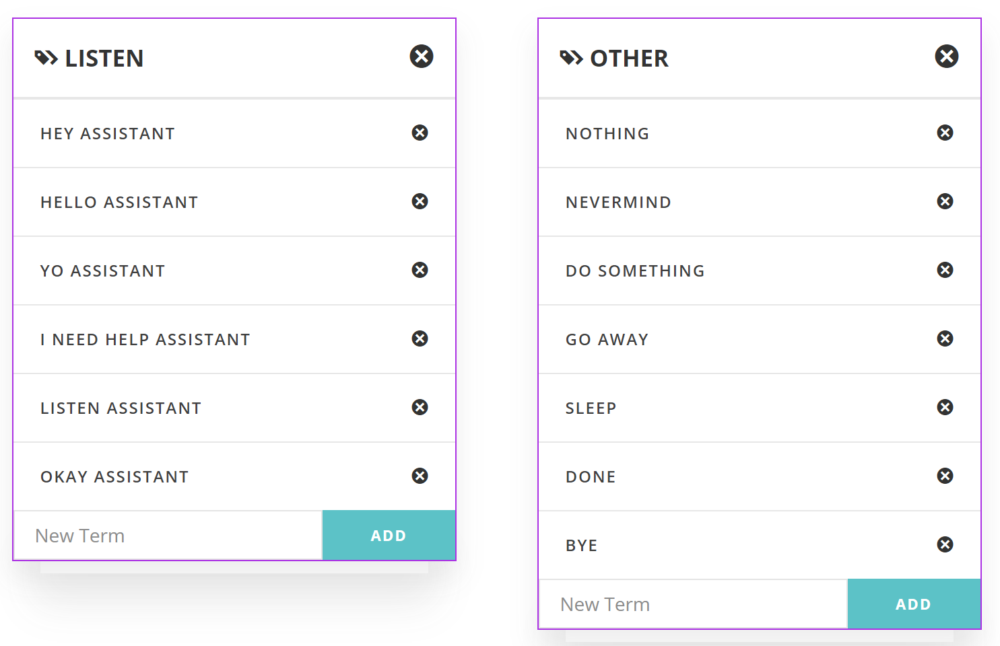 LISTEN
HEY ASSISTANT
HELLO ASSISTANT
YO ASSISTANT
I NEED HELP ASSISTANT
LISTEN ASSISTANT
OKAY ASSISTANT
New Term
ADD
OTHER
NOTHING
NEVERMIND
DO SOMETHING
GO AWAY
SLEEP
DONE
BYE
New Term
ADD